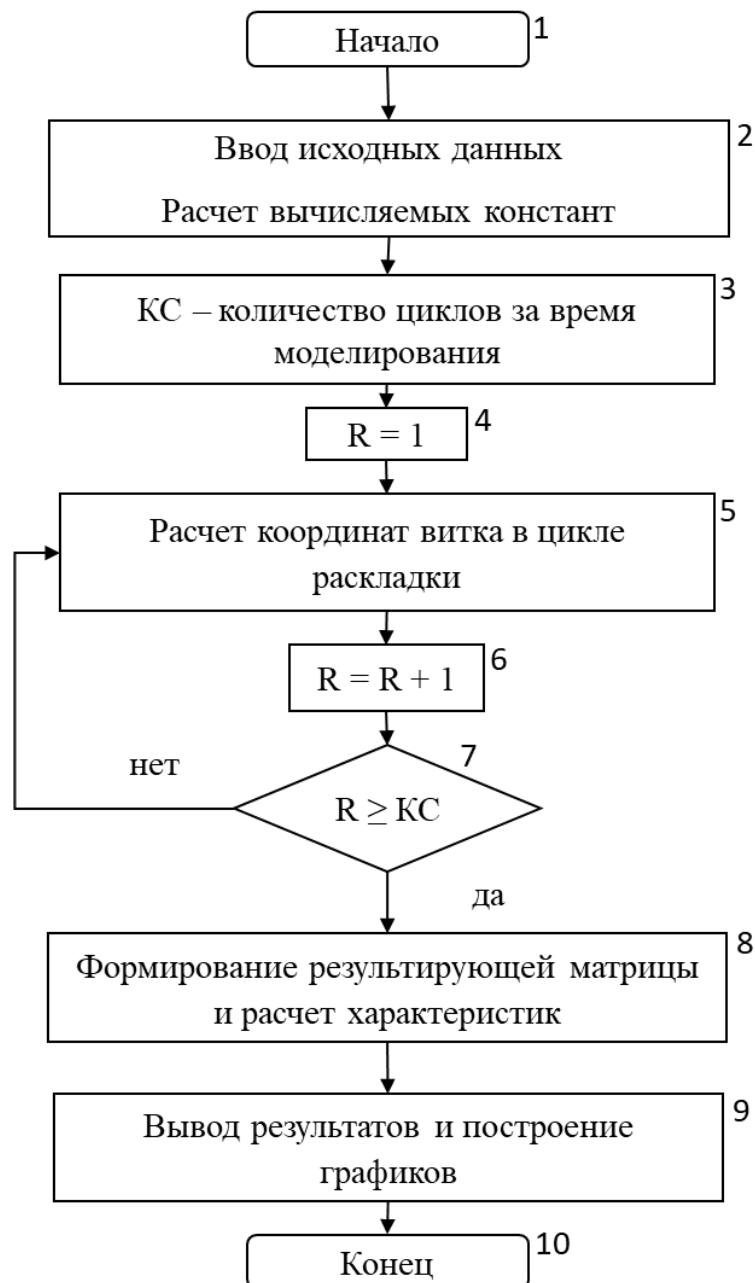 Начало
1
Ввод исходных данных
2
Расчет вычисляемых констант
КС – количество циклов за время
3
моделирования
R = 1
4
Расчет координат витка в цикле
5
раскладки
R = R + 1
6
7
нет
R ≥ КС
да
Формирование результирующей матрицы
8
и расчет характеристик
Вывод результатов и построение
9
графиков
Конец
10